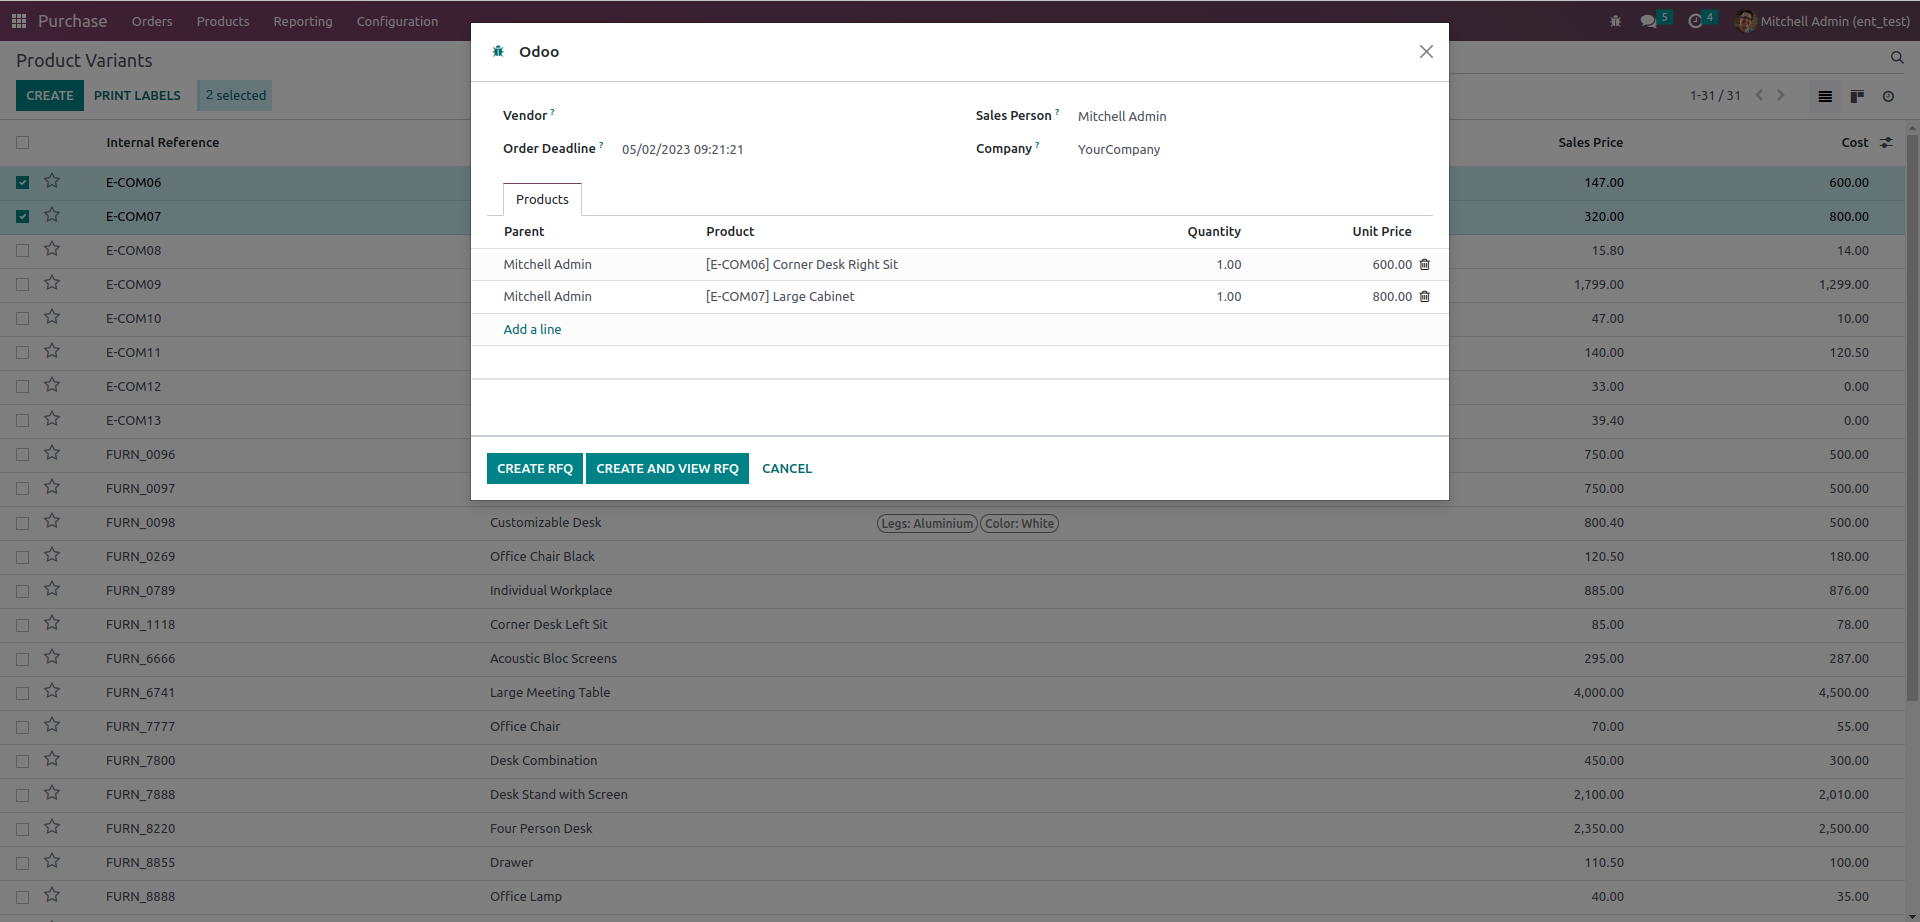 Purchase Orders Products Reporting Configuration 5 4 Mitchell Admin (ent_test)
Product Variants
CREATE PRINT LABELS 2 selected 1-31 / 31
Odoo
Vendor ? Sales Person ? Mitchell Admin
Order Deadline ? 05/02/2023 09:21:21 Company ? YourCompany
Products
Parent Product Quantity Unit Price
Mitchell Admin [E-COM06] Corner Desk Right Sit 1.00 600.00
Mitchell Admin [E-COM07] Large Cabinet 1.00 800.00
Add a line
CREATE RFQ CREATE AND VIEW RFQ CANCEL
Internal Reference Sales Price Cost
E-COM06 147.00 600.00
E-COM07 320.00 800.00
E-COM08 15.80 14.00
E-COM09 1,799.00 1,299.00
E-COM10 47.00 10.00
E-COM11 140.00 120.50
E-COM12 33.00 0.00
E-COM13 39.40 0.00
FURN_0096 750.00 500.00
FURN_0097 750.00 500.00
FURN_0098 Customizable Desk Legs: Aluminium Color: White 800.40 500.00
FURN_0269 Office Chair Black 120.50 180.00
FURN_0789 Individual Workplace 885.00 876.00
FURN_1118 Corner Desk Left Sit 85.00 78.00
FURN_6666 Acoustic Bloc Screens 295.00 287.00
FURN_6741 Large Meeting Table 4,000.00 4,500.00
FURN_7777 Office Chair 70.00 55.00
FURN_7800 Desk Combination 450.00 300.00
FURN_7888 Desk Stand with Screen 2,100.00 2,010.00
FURN_8220 Four Person Desk 2,350.00 2,500.00
FURN_8855 Drawer 110.50 100.00
FURN_8888 Office Lamp 40.00 35.00